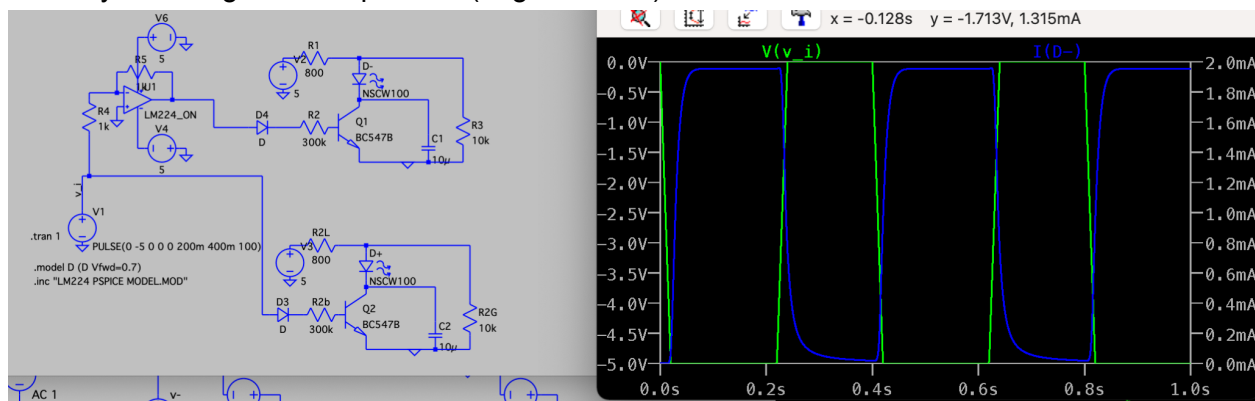 x = -0.128s y = -1.713V, 1.315mA
V6
5
R5
U1
LM224_ON
R4
1k
V4
5
R1
800
V2
5
D-
NSCW100
D4
D
R2
300k
Q1
BC547B
C1
10µ
R3
10k
v_i
V1
PULSE(0 -5 0 0 0 200m 400m 100)
.tran 1
.model D (D Vfwd=0.7)
.inc "LM224 PSPICE MODEL.MOD"
R2L
800
V3
5
D+
NSCW100
D3
D
R2b
300k
Q2
BC547B
C2
10µ
R2G
10k
AC 1
v-
V(v_i)
I(D-)
0.0V
-0.5V
-1.0V
-1.5V
-2.0V
-2.5V
-3.0V
-3.5V
-4.0V
-4.5V
-5.0V
2.0mA
1.8mA
1.6mA
1.4mA
1.2mA
1.0mA
0.8mA
0.6mA
0.4mA
0.2mA
0.0mA
0.0s 0.2s 0.4s 0.6s 0.8s 1.0s